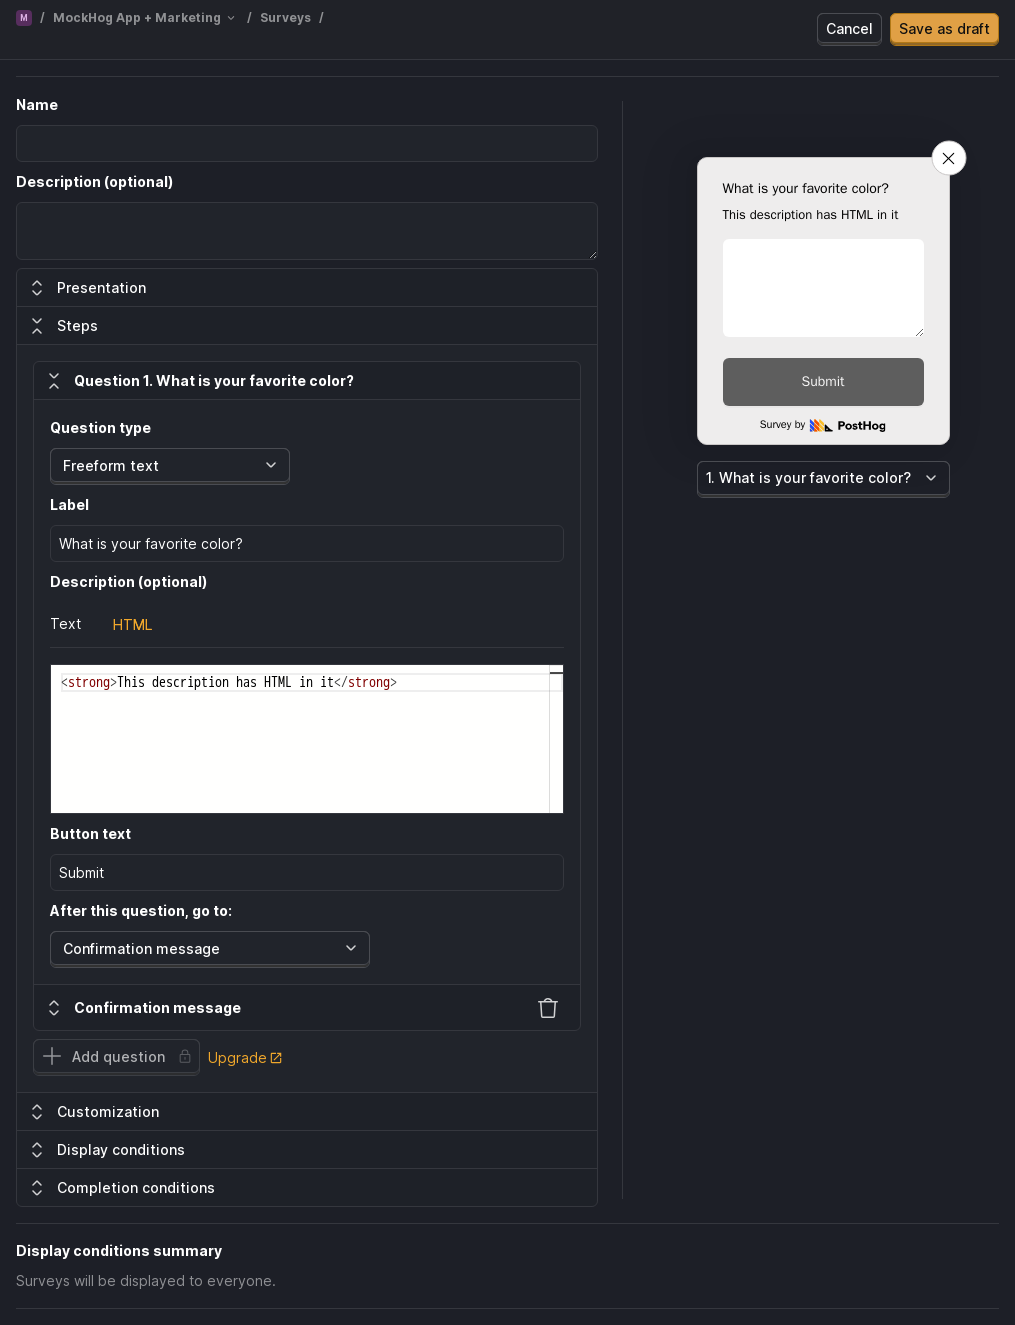 M / MockHog App + Marketing / Surveys /
Cancel
Save as draft
Name
Description (optional)
Presentation
Steps
Question 1. What is your favorite color?
Question type
Freeform text
Label
What is your favorite color?
Description (optional)
Text HTML
<strong>This description has HTML in it</strong>
Button text
Submit
After this question, go to:
Confirmation message
Confirmation message
Add question Upgrade
Customization
Display conditions
Completion conditions
What is your favorite color?
This description has HTML in it
Submit
Survey by PostHog
1. What is your favorite color?
Display conditions summary
Surveys will be displayed to everyone.